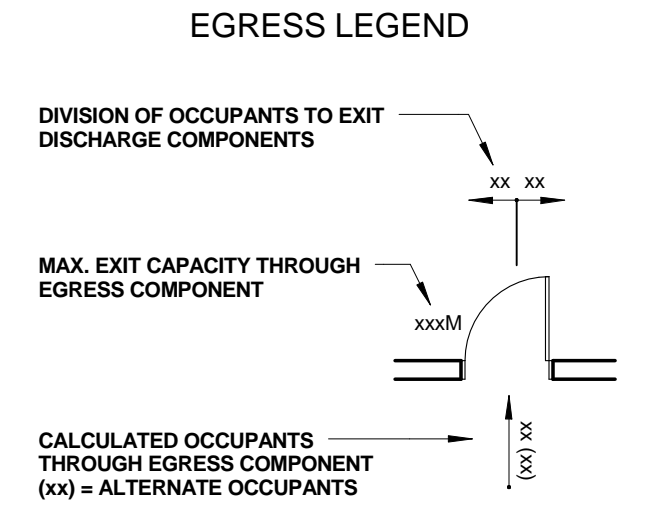 EGRESS LEGEND
DIVISION OF OCCUPANTS TO EXIT
DISCHARGE COMPONENTS
xx xx
MAX. EXIT CAPACITY THROUGH
EGRESS COMPONENT
xxxM
CALCULATED OCCUPANTS
THROUGH EGRESS COMPONENT
(xx) = ALTERNATE OCCUPANTS
xx
(xx)